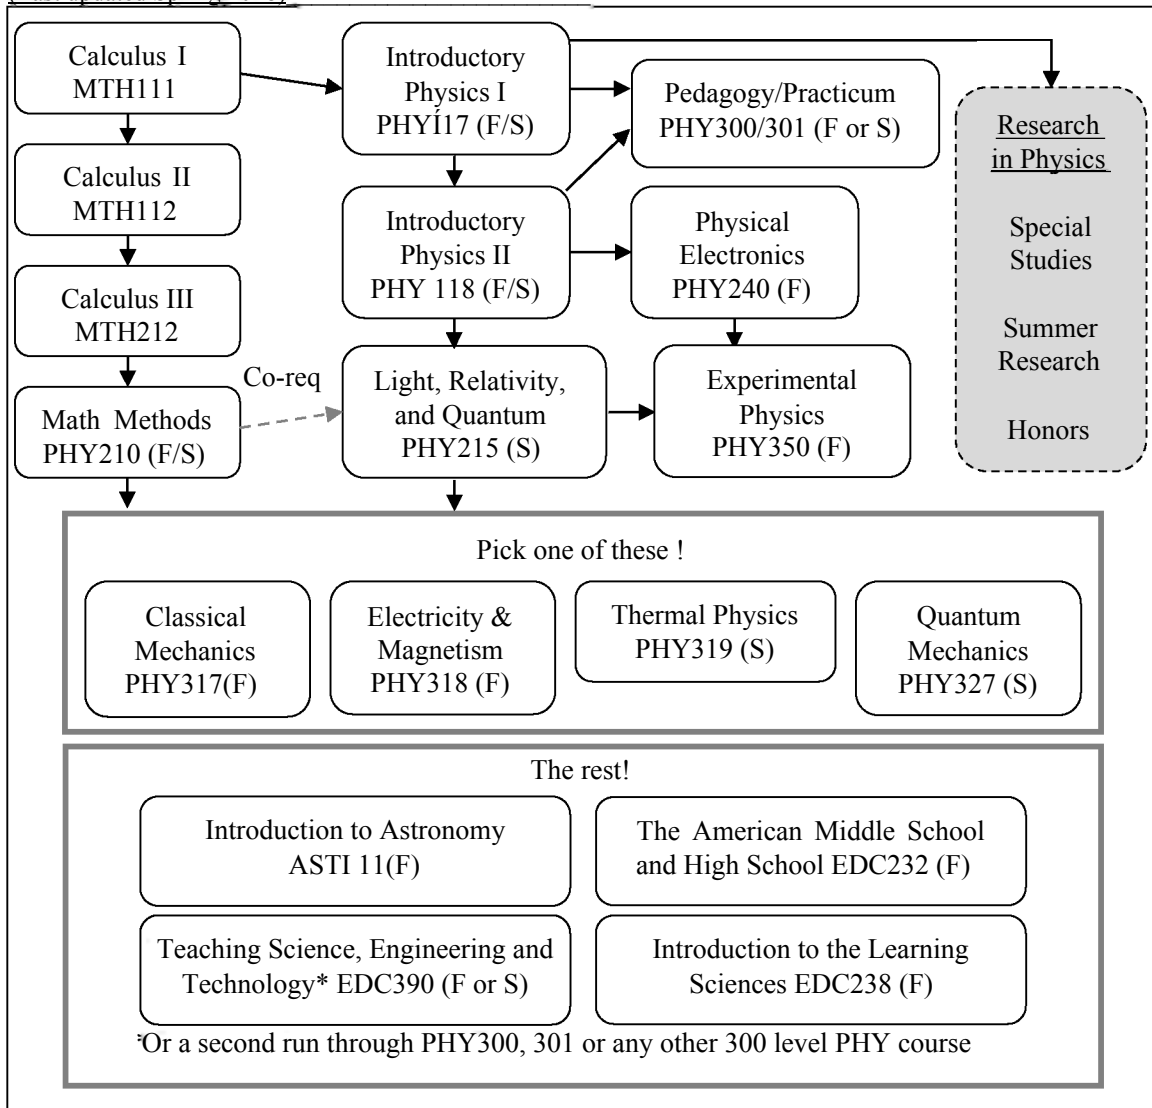 Calculus I
MTH111
Introductory
Physics I
PHYÍ17 (F/S)
Pedagogy/Practicum
PHY300/301 (F or S)
Research
in Physics
Special
Studies
Summer
Research
Honors
Calculus II
MTH112
Introductory
Physics II
PHY 118 (F/S)
Physical
Electronics
PHY240 (F)
Calculus III
MTH212
Co-req
Math Methods
PHY210 (F/S)
Light, Relativity,
and Quantum
PHY215 (S)
Experimental
Physics
PHY350 (F)
Pick one of these !
Classical
Mechanics
PHY317(F)
Electricity &
Magnetism
PHY318 (F)
Thermal Physics
PHY319 (S)
Quantum
Mechanics
PHY327 (S)
The rest!
Introduction to Astronomy
ASTI 11(F)
The American Middle School
and High School EDC232 (F)
Teaching Science, Engineering and
Technology* EDC390 (F or S)
Introduction to the Learning
Sciences EDC238 (F)
*Or a second run through PHY300, 301 or any other 300 level PHY course